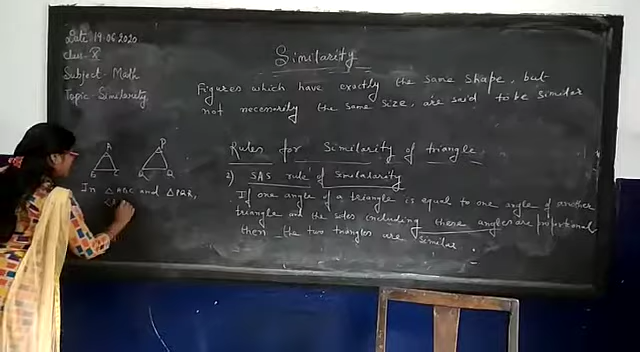 Date 19.06.2020
Class - X
Subject - Math
Topic - Similarity
Similarity
Figures which have exactly the same shape, but
not necessarily the same size, are said to be similar
Rules for Similarity of triangle
2) SAS rule of similatarity
If one angle of a triangle is equal to one angle of another
triangle and the sides including these angles are proportional
then the two triangles are similar.
A
B C
P
Q
In △ABC and △PQR,